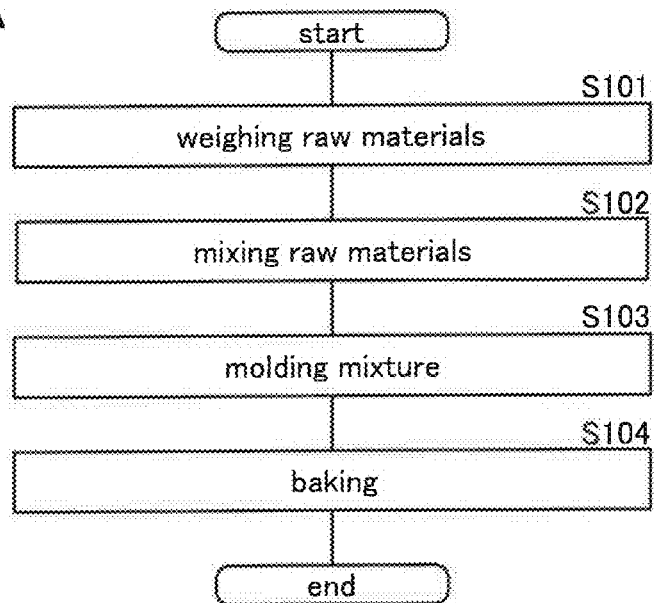 start
S101
weighing raw materials
S102
mixing raw materials
S103
molding mixture
S104
baking
end